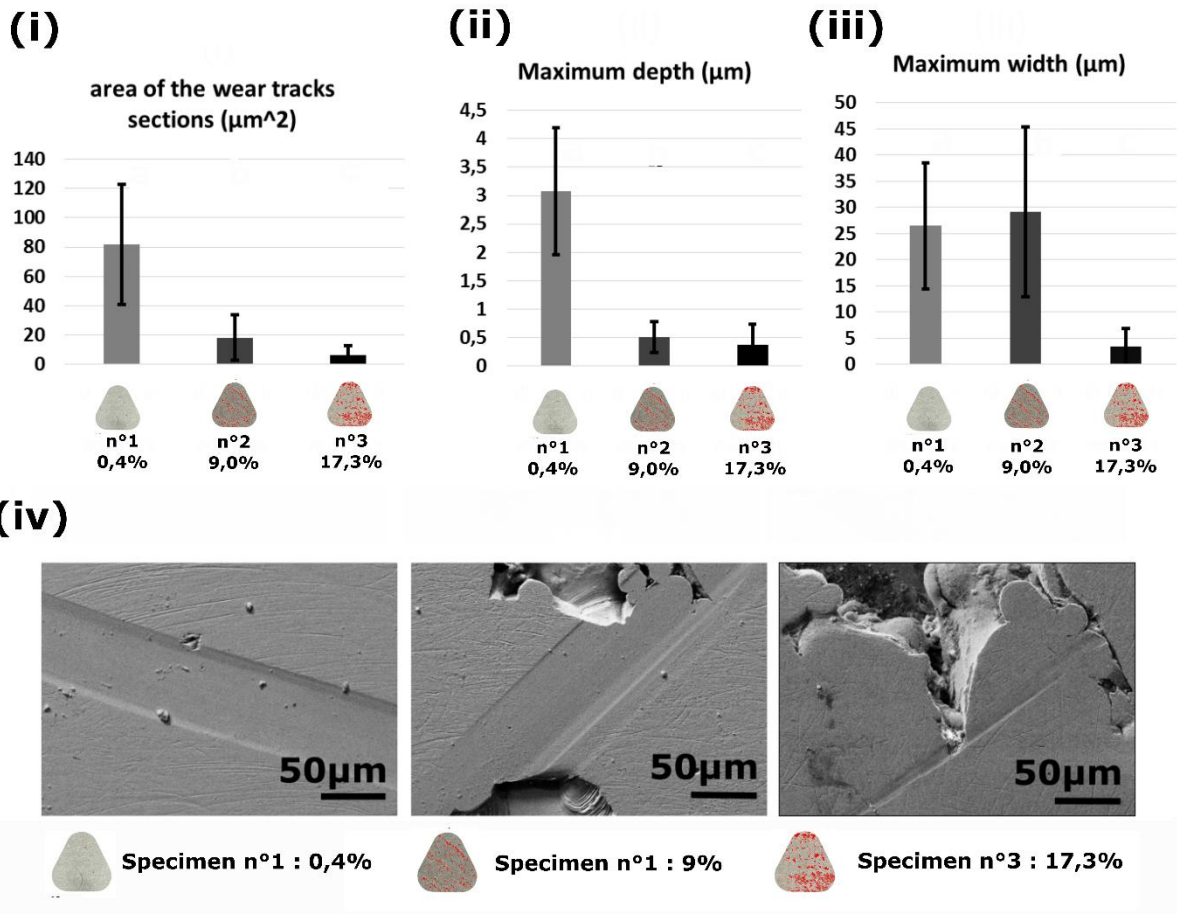 (i)
area of the wear tracks
sections (µm^2)
140
120
100
80
60
40
20
0
n°1
0,4%
n°2
9,0%
n°3
17,3%
(ii)
Maximum depth (µm)
4,5
4
3,5
3
2,5
2
1,5
1
0,5
0
n°1
0,4%
n°2
9,0%
n°3
17,3%
(iii)
Maximum width (µm)
50
45
40
35
30
25
20
15
10
5
0
n°1
0,4%
n°2
9,0%
n°3
17,3%
(iv)
50µm
50µm
50µm
Specimen n°1 : 0,4%
Specimen n°1 : 9%
Specimen n°3 : 17,3%